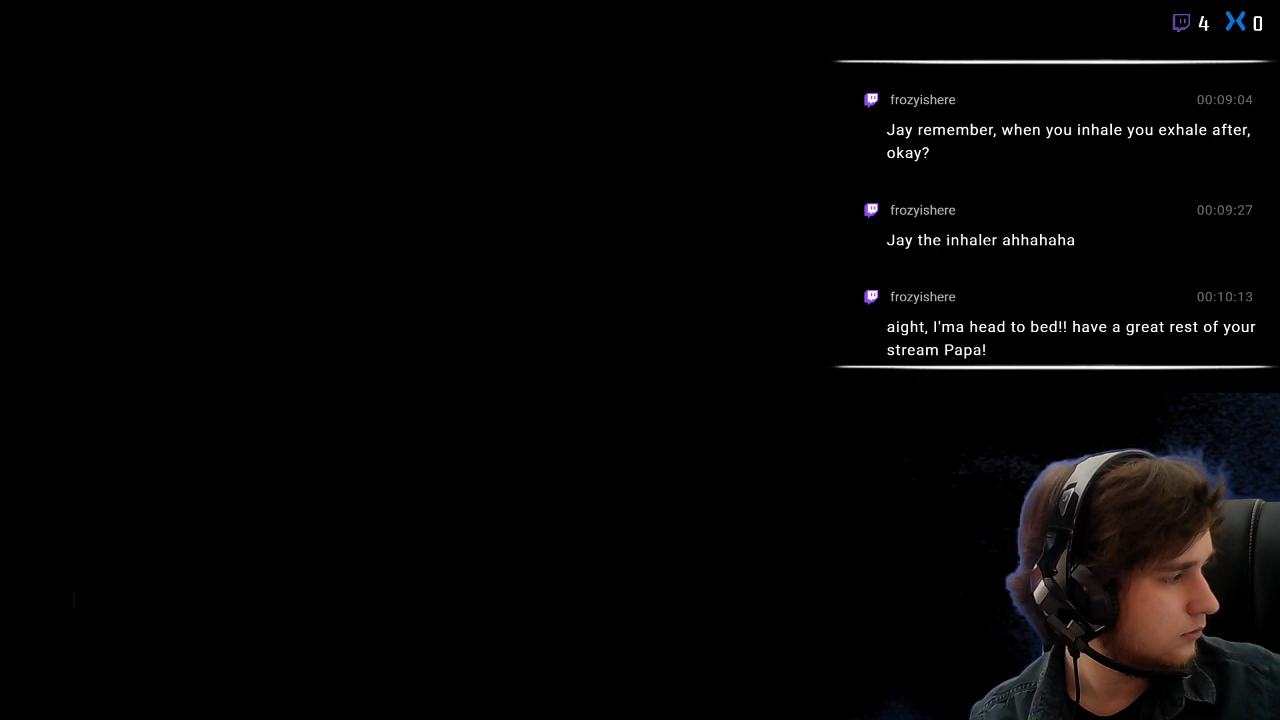 4 0
frozyishere 00:09:04
Jay remember, when you inhale you exhale after,
okay?
frozyishere 00:09:27
Jay the inhaler ahhahaha
frozyishere 00:10:13
aight, I'ma head to bed!! have a great rest of your
stream Papa!